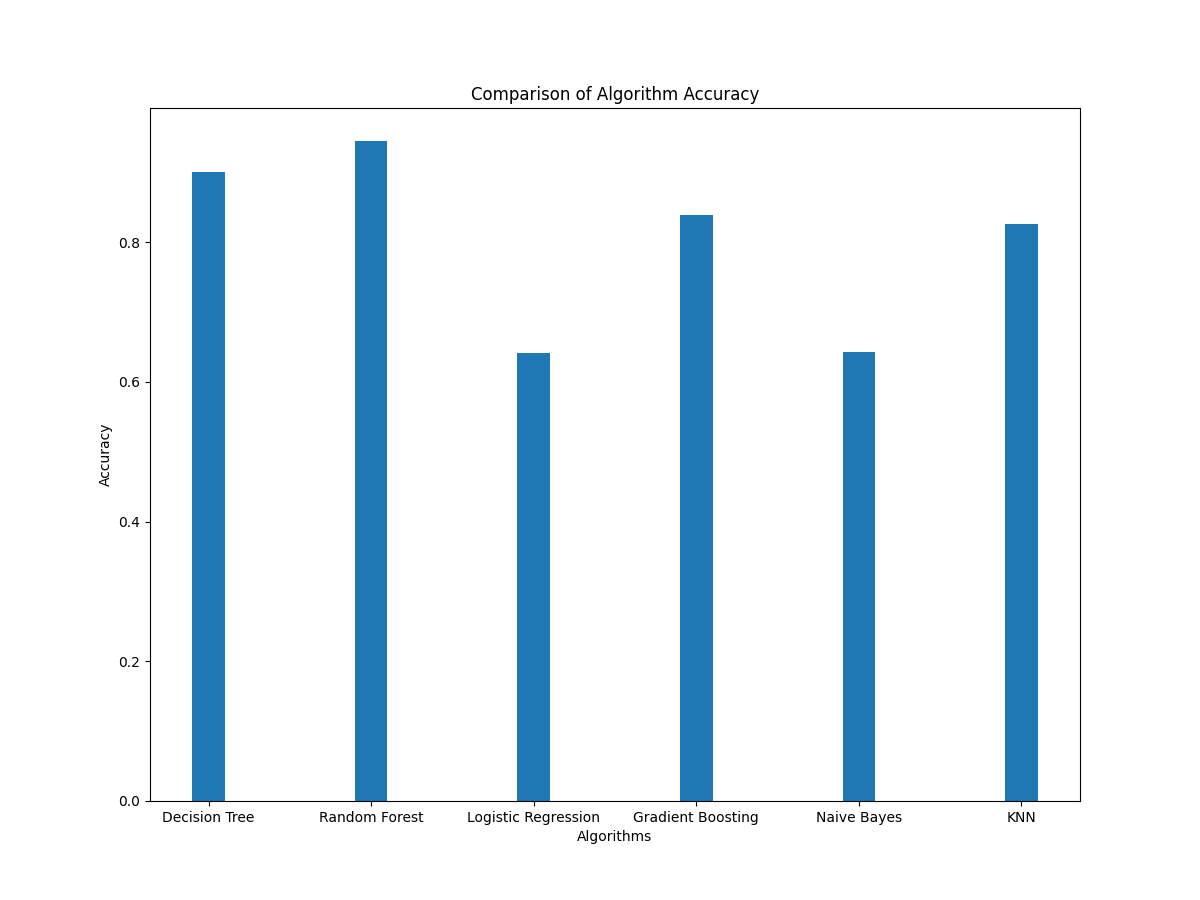 Comparison of Algorithm Accuracy
0.8
0.6
0.4
0.2
0.0
Accuracy
Decision Tree Random Forest Logistic Regression Gradient Boosting Naive Bayes KNN
Algorithms